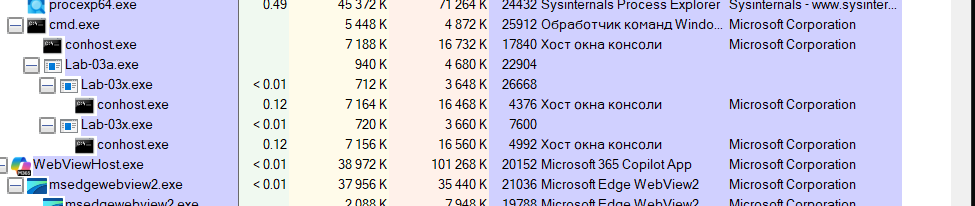 procexp64.exe 0.49 45 372 K 71 264 K 24432 Sysinternals Process Explorer Sysinternals - www.sysinter...
cmd.exe 5 448 K 4 872 K 25912 Обработчик команд Windo... Microsoft Corporation
conhost.exe 7 188 K 16 732 K 17840 Хост окна консоли Microsoft Corporation
Lab-03a.exe 940 K 4 680 K 22904
Lab-03x.exe < 0.01 712 K 3 648 K 26668
conhost.exe 0.12 7 164 K 16 468 K 4376 Хост окна консоли Microsoft Corporation
Lab-03x.exe < 0.01 720 K 3 660 K 7600
conhost.exe 0.12 7 156 K 16 560 K 4992 Хост окна консоли Microsoft Corporation
WebViewHost.exe < 0.01 38 972 K 101 268 K 20152 Microsoft 365 Copilot App
msedgewebview2.exe < 0.01 37 956 K 35 440 K 21036 Microsoft Edge WebView2 Microsoft Corporation
msedgewebview2.exe 2 088 K 7 948 K 19788 Microsoft Edge WebView2 Microsoft Corporation